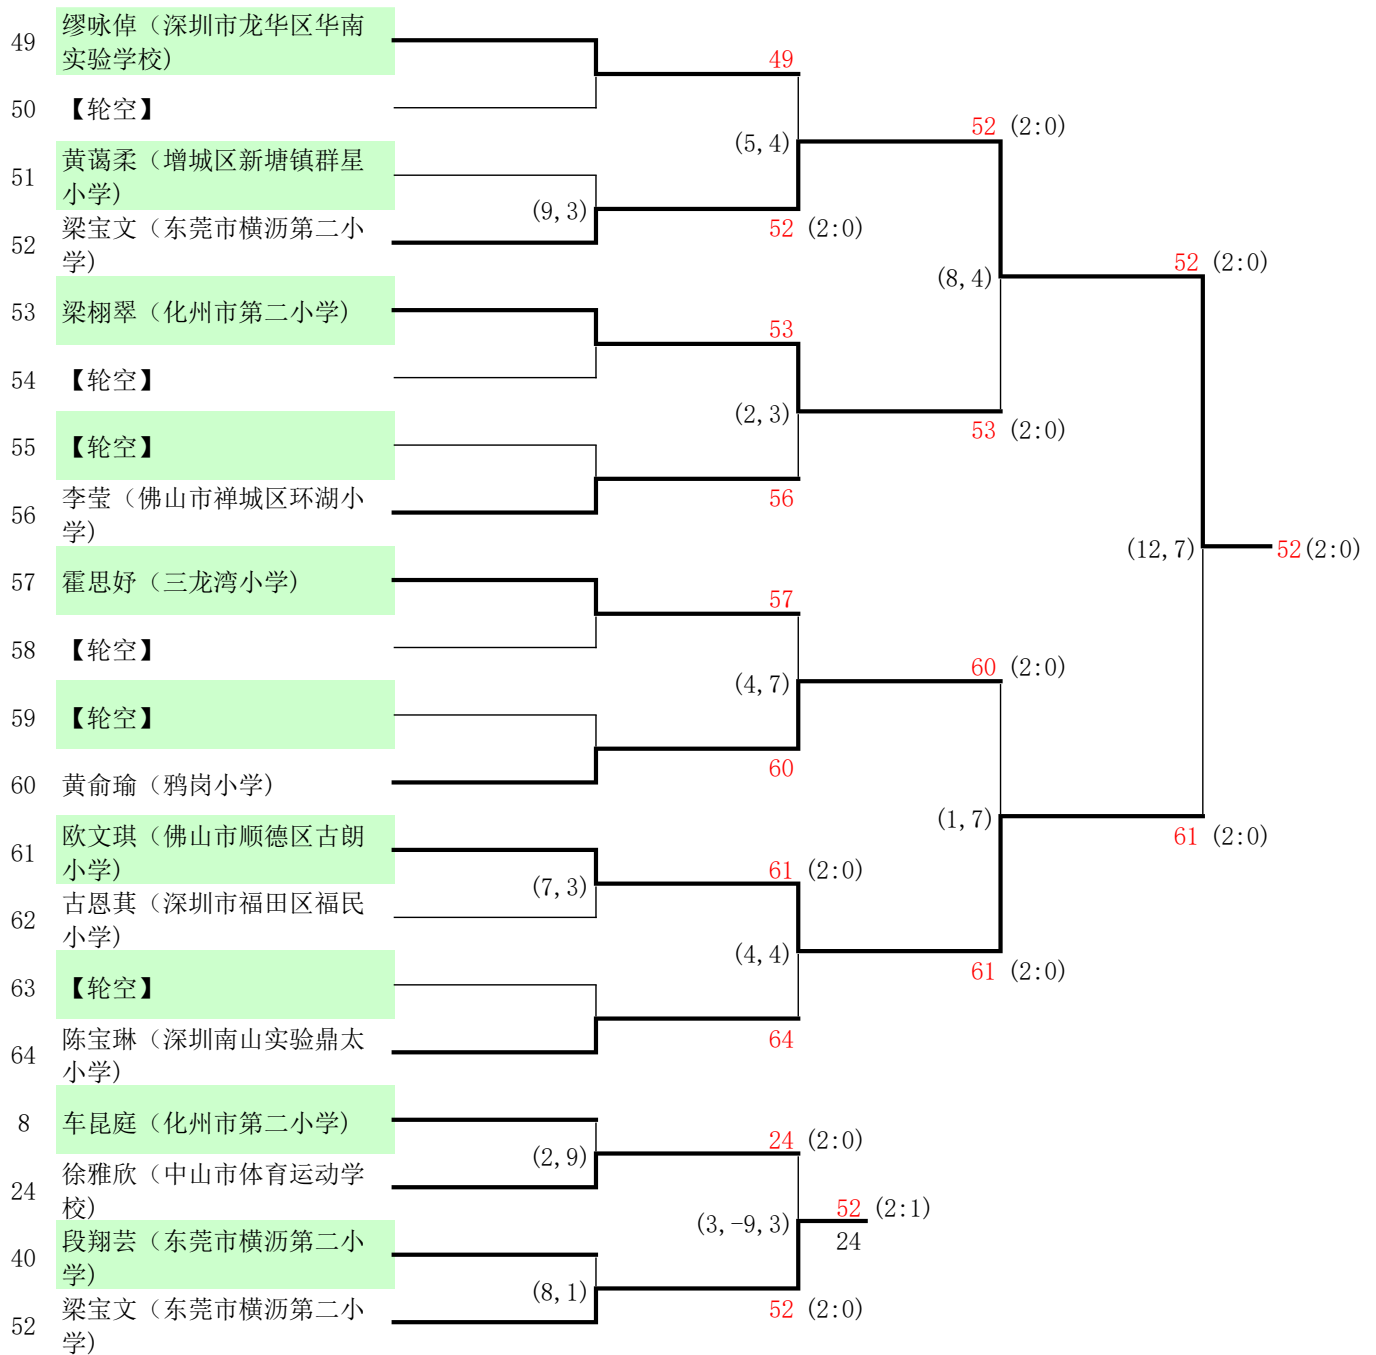 49 缪咏倬（深圳市龙华区华南
实验学校）
49
50 【轮空】
(5,4)
52 (2:0)
51 黄蔼柔（增城区新塘镇群星
小学）
(9,3)
52 (2:0)
52 梁宝文（东莞市横沥第二小
学）
(8,4)
52 (2:0)
53 梁栩翠（化州市第二小学）
53
54 【轮空】
(2,3)
53 (2:0)
55 【轮空】
56 李莹（佛山市禅城区环湖小
学）
56
(12,7)
52(2:0)
57 霍思妤（三龙湾小学）
57
58 【轮空】
(4,7)
60 (2:0)
59 【轮空】
60 黄俞瑜（鸦岗小学）
60
(1,7)
61 (2:0)
61 欧文琪（佛山市顺德区古朗
小学）
(7,3)
61 (2:0)
62 古恩萁（深圳市福田区福民
小学）
(4,4)
61 (2:0)
63 【轮空】
64 陈宝琳（深圳南山实验鼎太
小学）
64
8 车昆庭（化州市第二小学）
(2,9)
24 (2:0)
24 徐雅欣（中山市体育运动学
校）
(3,-9,3)
52 (2:1)
24
40 段翔芸（东莞市横沥第二小
学）
(8,1)
52 (2:0)
52 梁宝文（东莞市横沥第二小
学）